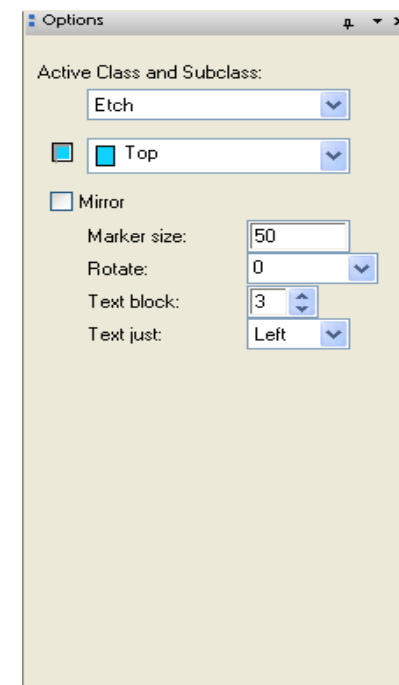 Options
Active Class and Subclass:
Etch
Top
Mirror
Marker size: 50
Rotate: 0
Text block: 3
Text just: Left